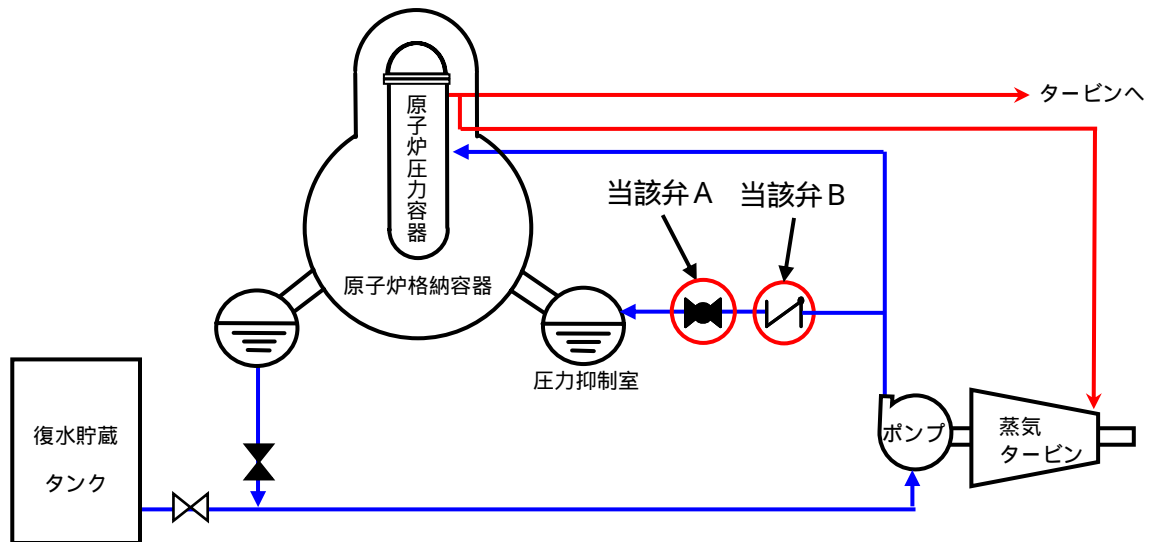 タービンへ
原子炉圧力容器
当該弁A
当該弁B
原子炉格納容器
圧力抑制室
復水貯蔵
タンク
ポンプ
蒸気
タービン